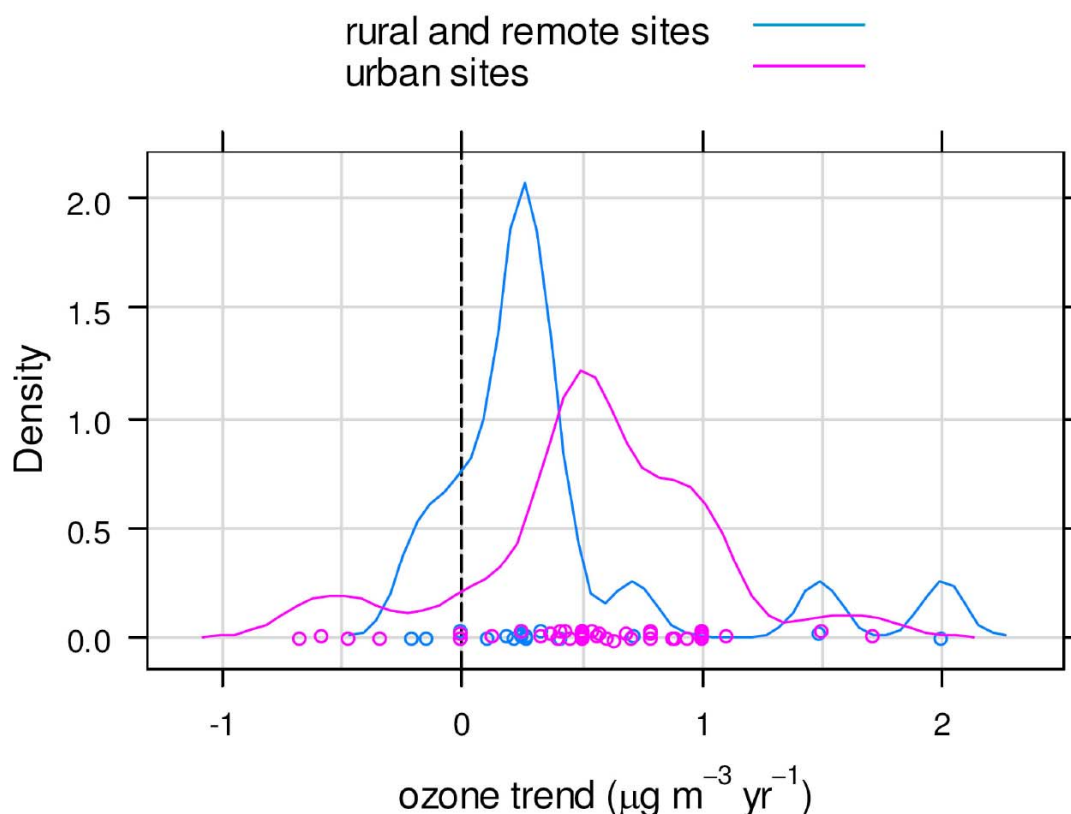 rural and remote sites
urban sites
2.0
1.5
1.0
0.5
0.0
Density
-1 0 1 2
ozone trend (μg m⁻³ yr⁻¹)